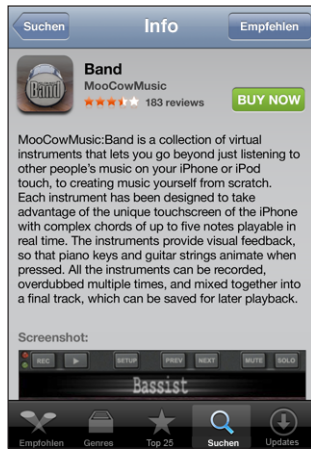 Suchen Info Empfehlen
Band
Band
MooCowMusic
183 reviews
BUY NOW
MooCowMusic:Band is a collection of virtual
instruments that lets you go beyond just listening to
other people's music on your iPhone or iPod
touch, to creating music yourself from scratch.
Each instrument has been designed to take
advantage of the unique touchscreen of the iPhone
with complex chords of up to five notes playable in
real time. The instruments provide visual feedback,
so that piano keys and guitar strings animate when
pressed. All the instruments can be recorded,
overdubbed multiple times, and mixed together into
a final track, which can be saved for later playback.
Screenshot:
REC SETUP PREV NEXT MUTE SOLO
Bassist
Empfohlen Genres Top 25 Suchen Updates